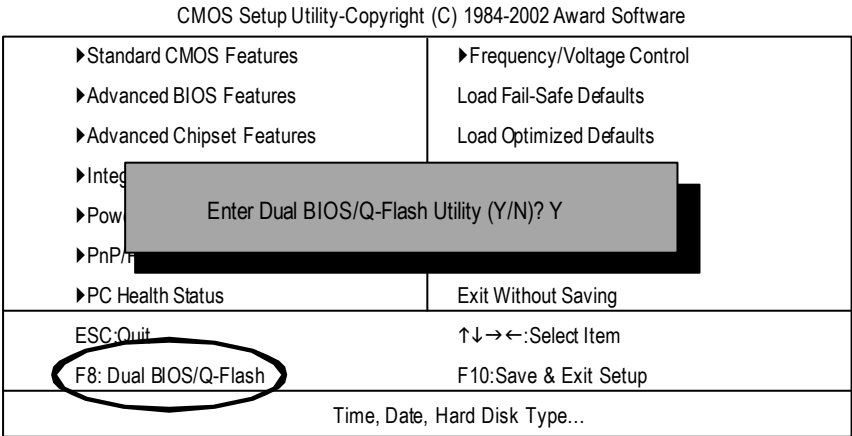 CMOS Setup Utility-Copyright (C) 1984-2002 Award Software
▶Standard CMOS Features
▶Frequency/Voltage Control
▶Advanced BIOS Features
Load Fail-Safe Defaults
▶Advanced Chipset Features
Load Optimized Defaults
▶Integ
Enter Dual BIOS/Q-Flash Utility (Y/N)? Y
▶Pow
▶PnP/
▶PC Health Status
Exit Without Saving
ESC:Quit
↑↓→←:Select Item
F8: Dual BIOS/Q-Flash
F10:Save & Exit Setup
Time, Date, Hard Disk Type...